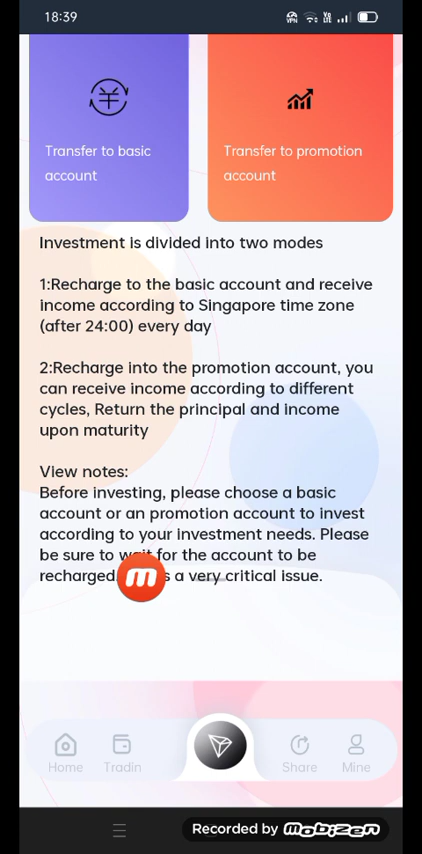 18:39
VPN
Transfer to basic
account
Transfer to promotion
account
Investment is divided into two modes
1:Recharge to the basic account and receive
income according to Singapore time zone
(after 24:00) every day
2:Recharge into the promotion account, you
can receive income according to different
cycles, Return the principal and income
upon maturity
View notes:
Before investing, please choose a basic
account or an promotion account to invest
according to your investment needs. Please
be sure to wait for the account to be
recharged. s a very critical issue.
Home
Tradin
Share
Mine
Recorded by mobizen